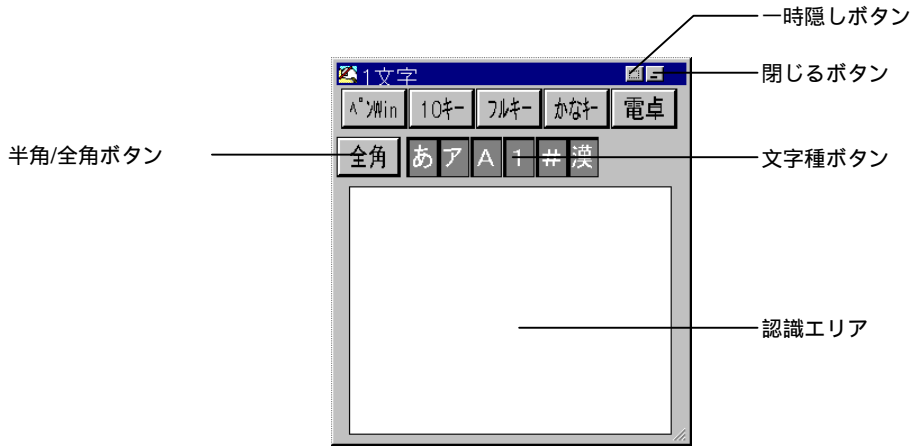 一時隠しボタン
1文字
閉じるボタン
ﾍﾟﾝWin 10ｷｰ ﾌﾙｷｰ かなｷｰ 電卓
半角/全角ボタン
全角 あ ア A 1 # 漢
文字種ボタン
認識エリア